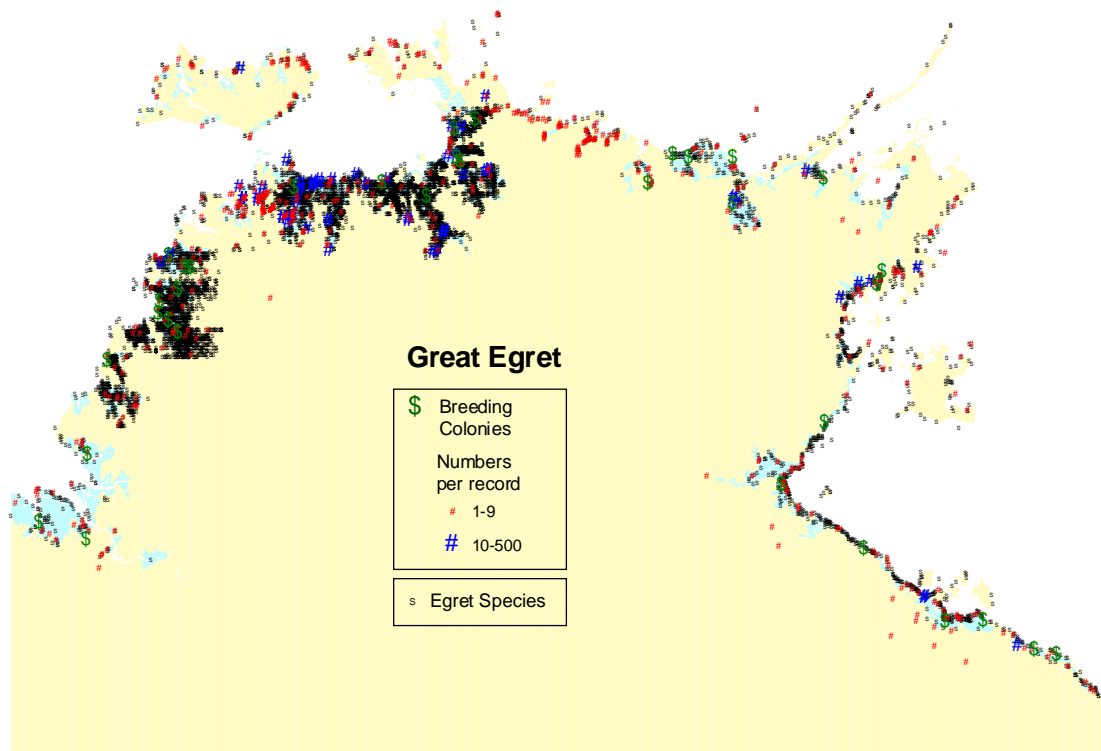 Great Egret
$ Breeding
Colonies
Numbers
per record
# 1-9
# 10-500
s Egret Species